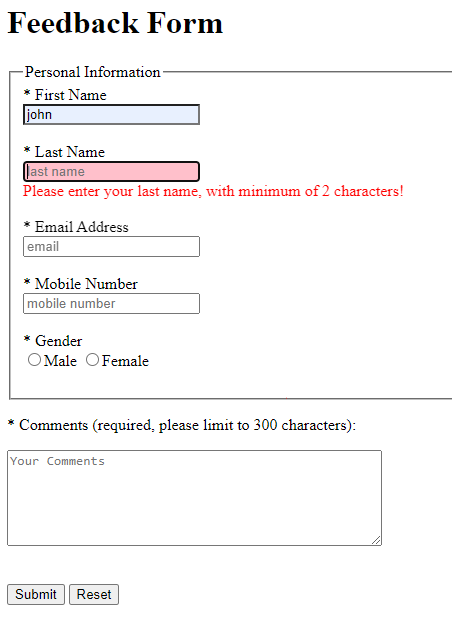 Feedback Form
Personal Information
* First Name
john
* Last Name
last name
Please enter your last name, with minimum of 2 characters!
* Email Address
email
* Mobile Number
mobile number
* Gender
Male Female
* Comments (required, please limit to 300 characters):
Your Comments
Submit Reset